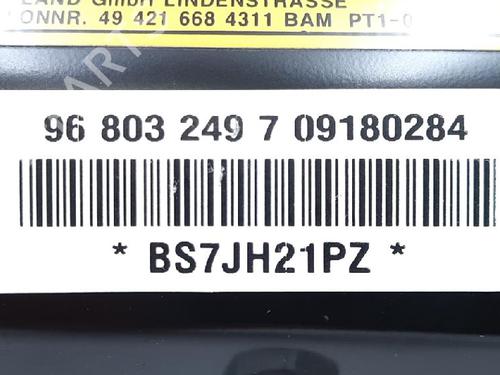 LAND GmbH LINDENSTRASSE
ONNR. 49 421 668 4311 BAM PT1-0
96 803 249 7 09180284
* BS7JH21PZ *